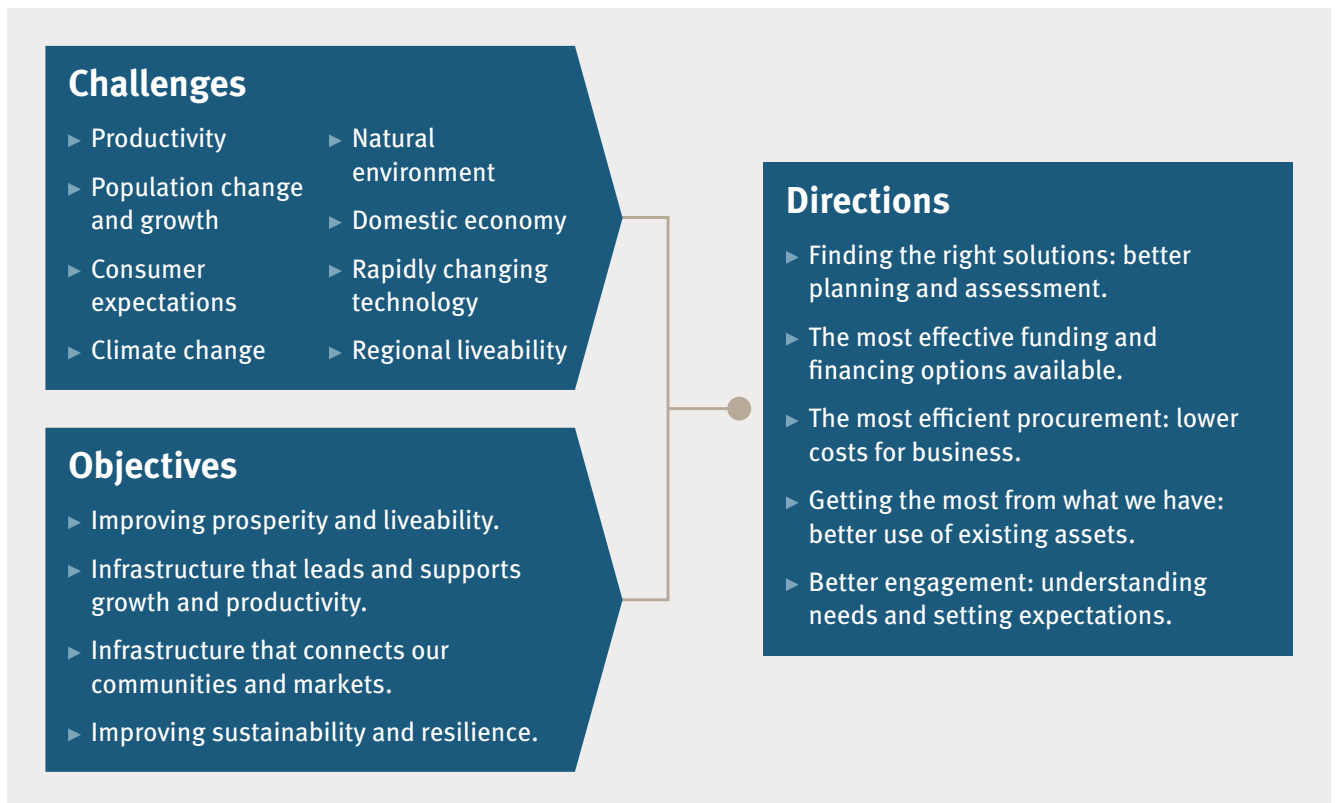 Challenges
► Productivity
► Population change
and growth
► Consumer
expectations
► Climate change
► Natural
environment
► Domestic economy
► Rapidly changing
technology
► Regional liveability
Objectives
► Improving prosperity and liveability.
► Infrastructure that leads and supports
growth and productivity.
► Infrastructure that connects our
communities and markets.
► Improving sustainability and resilience.
Directions
► Finding the right solutions: better
planning and assessment.
► The most effective funding and
financing options available.
► The most efficient procurement: lower
costs for business.
► Getting the most from what we have:
better use of existing assets.
► Better engagement: understanding
needs and setting expectations.